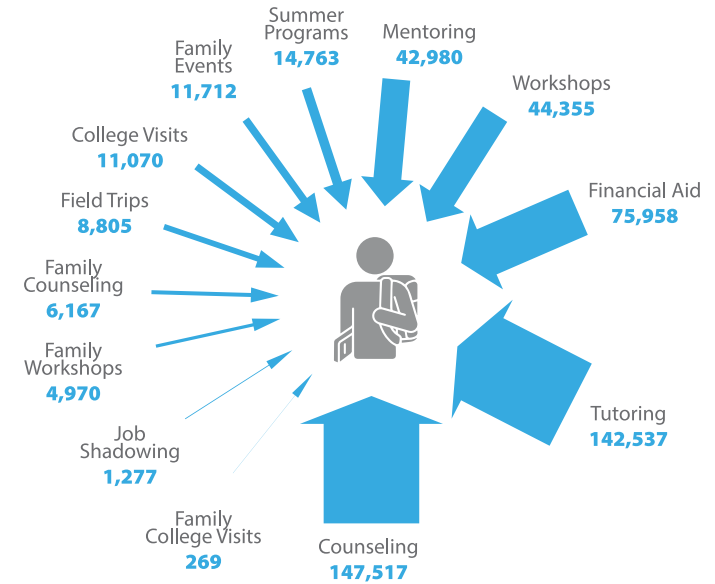 Summer
Programs
14,763
Mentoring
42,980
Workshops
44,355
Financial Aid
75,958
Tutoring
142,537
Counseling
147,517
Family
College Visits
269
Job
Shadowing
1,277
Family
Workshops
4,970
Family
Counseling
6,167
Field Trips
8,805
College Visits
11,070
Family
Events
11,712